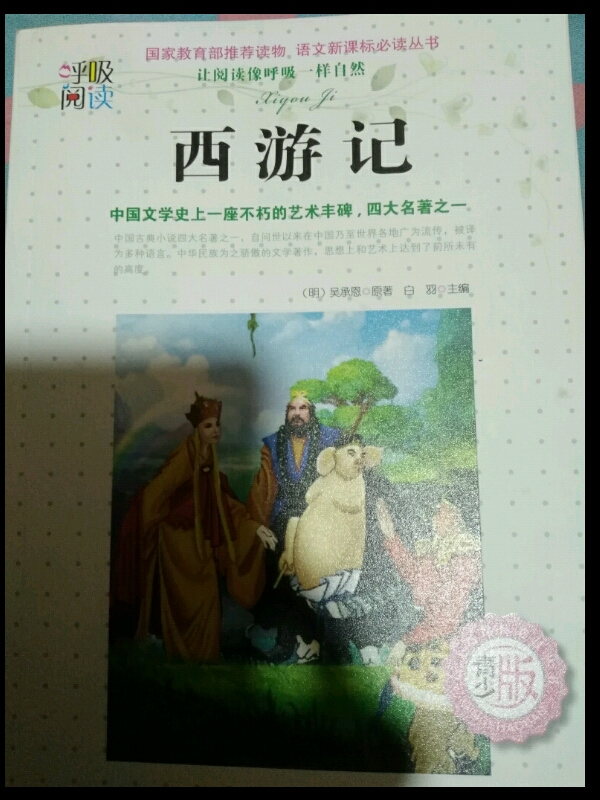 国家教育部推荐读物 语文新课标必读丛书
让阅读像呼吸一样自然
呼吸
阅读
Xiyou Ji
西游记
中国文学史上一座不朽的艺术丰碑，四大名著之一
中国古典小说四大名著之一，自问世以来在中国乃至世界各地广为流传，被译
为多种语言。中华民族为之骄傲的文学著作，思想上和艺术上达到了前所未有
的高度。
（明）吴承恩○原著 白 羽○主编
青少版